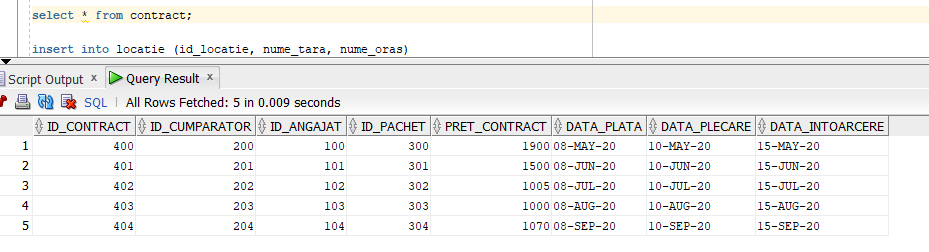 select * from contract;
insert into locatie (id_locatie, nume_tara, nume_oras)
Script Output x Query Result x
SQL | All Rows Fetched: 5 in 0.009 seconds
ID_CONTRACT ID_CUMPARATOR ID_ANGAJAT ID_PACHET PRET_CONTRACT DATA_PLATA DATA_PLECARE DATA_INTOARCERE
1 400 200 100 300 1900 08-MAY-20 10-MAY-20 15-MAY-20
2 401 201 101 301 1500 08-JUN-20 10-JUN-20 15-JUN-20
3 402 202 102 302 1005 08-JUL-20 10-JUL-20 15-JUL-20
4 403 203 103 303 1000 08-AUG-20 10-AUG-20 15-AUG-20
5 404 204 104 304 1070 08-SEP-20 10-SEP-20 15-SEP-20